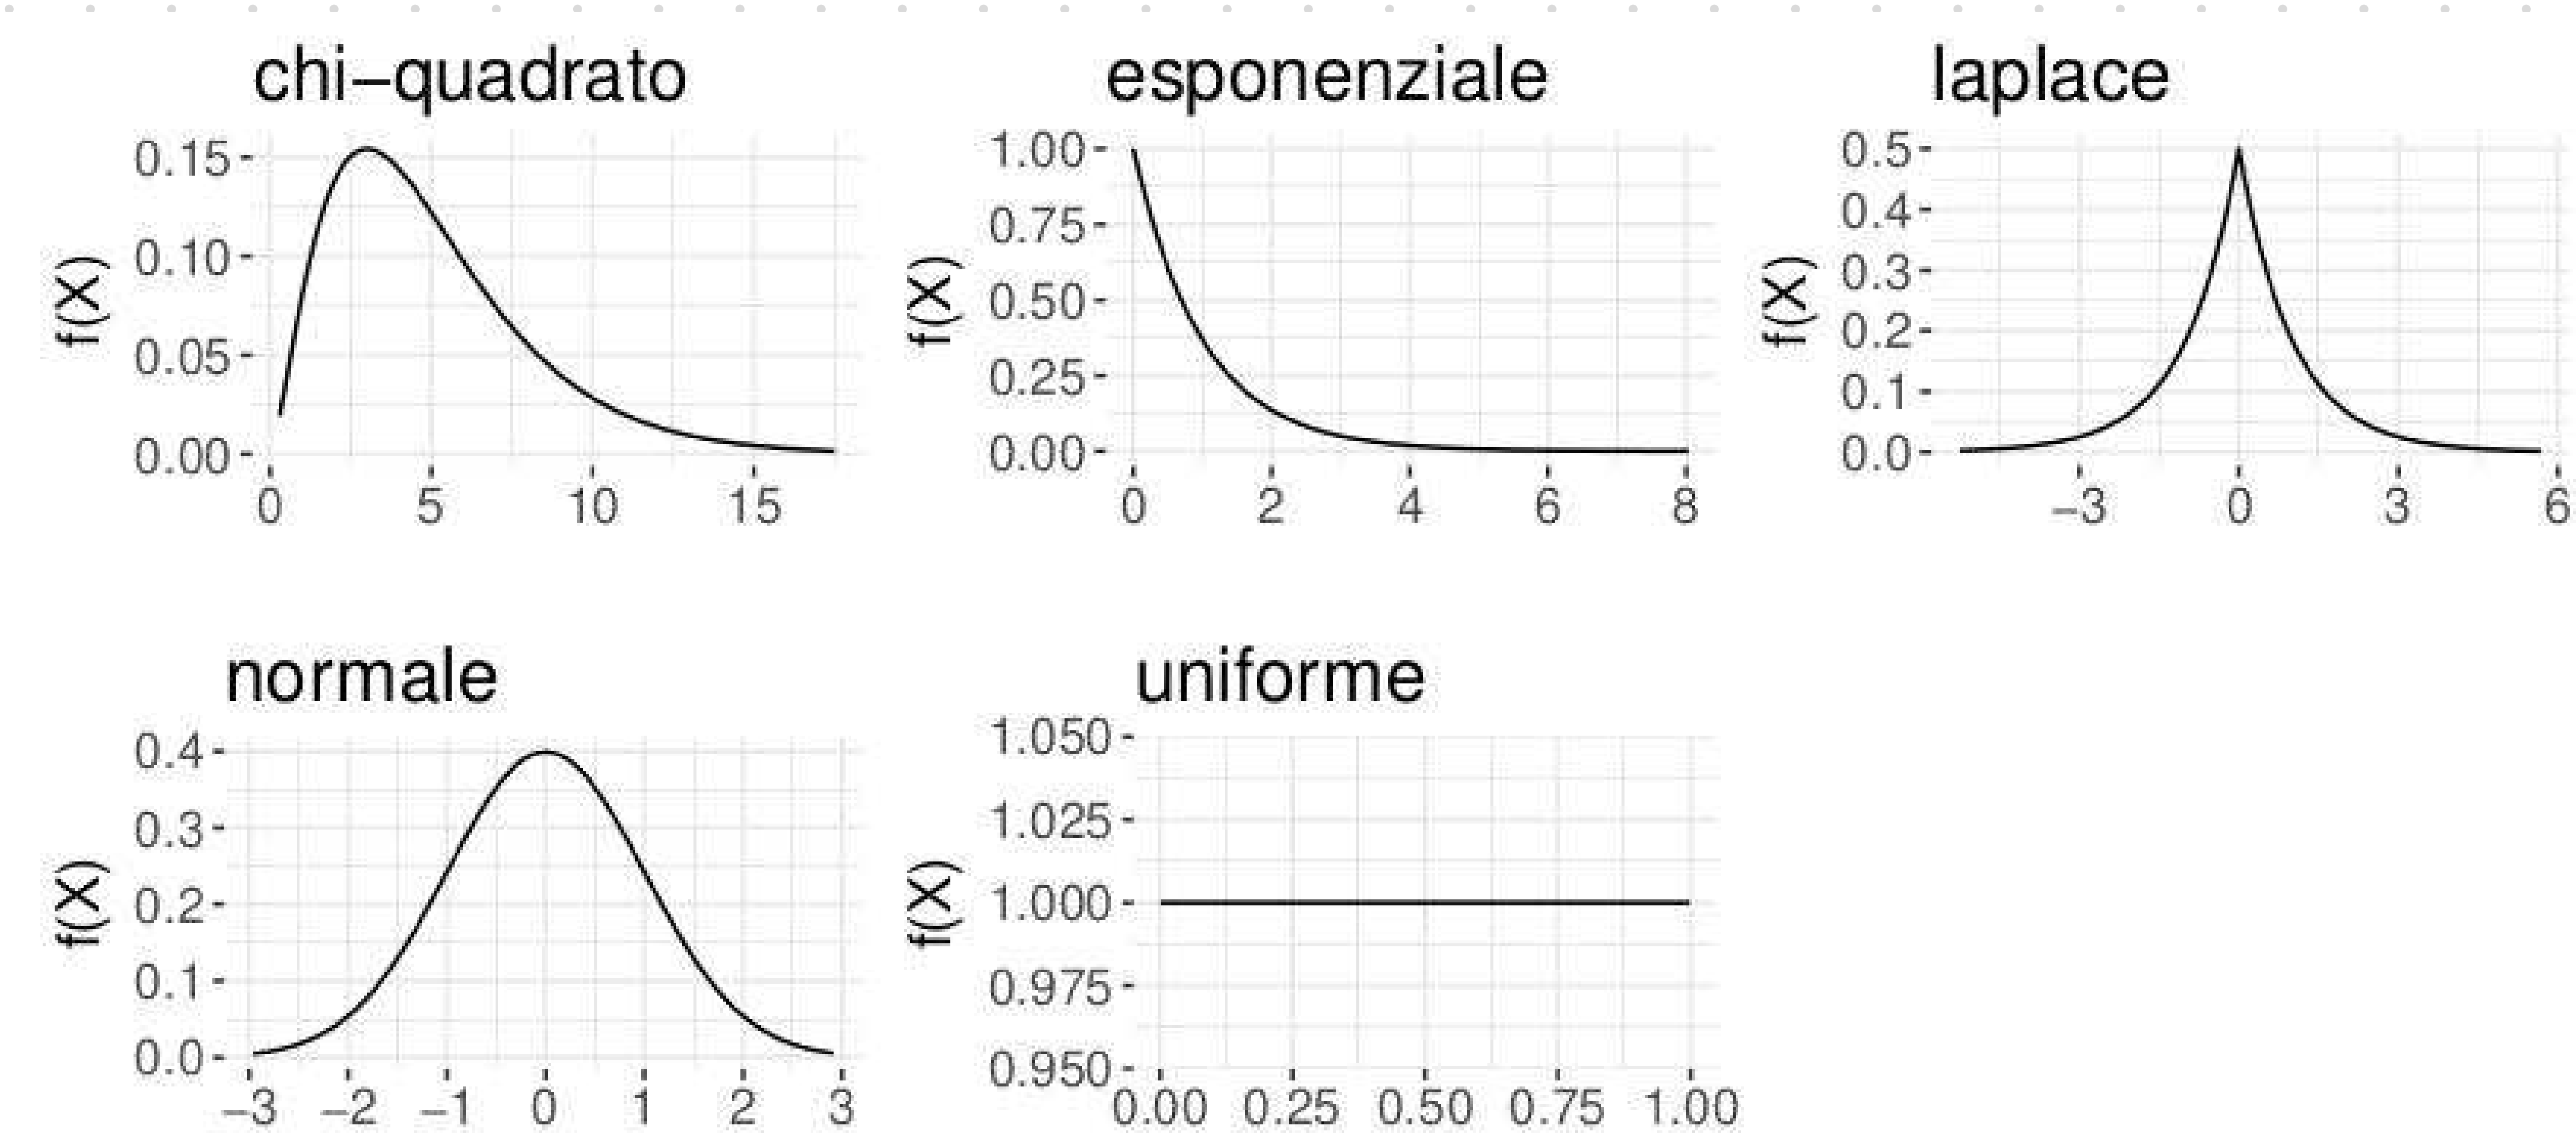 chi–quadrato
f(X)
0.15
0.10
0.05
0.00
0 5 10 15
esponenziale
f(X)
1.00
0.75
0.50
0.25
0.00
0 2 4 6 8
laplace
f(X)
0.5
0.4
0.3
0.2
0.1
0.0
−3 0 3 6
normale
f(X)
0.4
0.3
0.2
0.1
0.0
−3 −2 −1 0 1 2 3
uniforme
f(X)
1.050
1.025
1.000
0.975
0.950
0.00 0.25 0.50 0.75 1.00